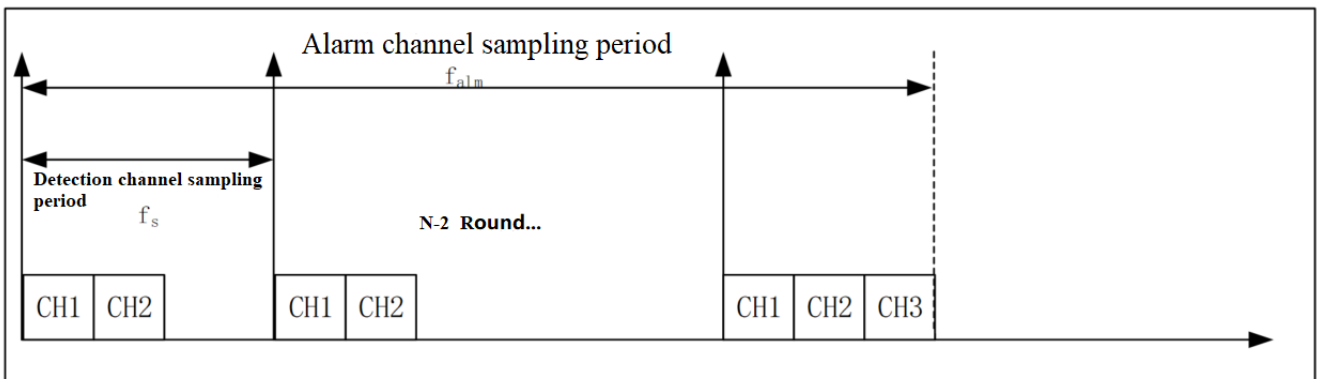 Alarm channel sampling period
f_alm
Detection channel sampling
period
f_s
N-2 Round...
CH1 CH2 CH1 CH2 CH1 CH2 CH3